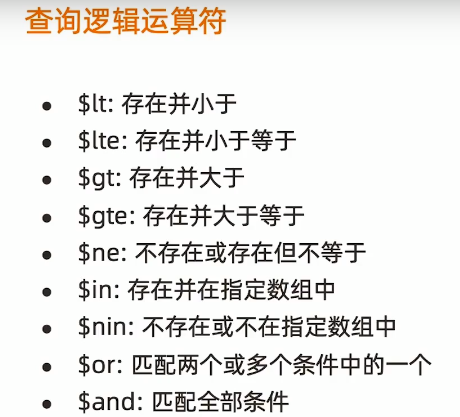 查询逻辑运算符
• $lt: 存在并小于
• $lte: 存在并小于等于
• $gt: 存在并大于
• $gte: 存在并大于等于
• $ne: 不存在或存在但不等于
• $in: 存在并在指定数组中
• $nin: 不存在或不在指定数组中
• $or: 匹配两个或多个条件中的一个
• $and: 匹配全部条件